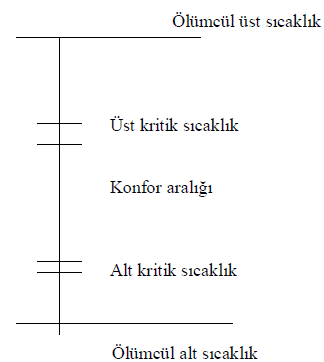 Ölümcül üst sıcaklık
Üst kritik sıcaklık
Konfor aralığı
Alt kritik sıcaklık
Ölümcül alt sıcaklık